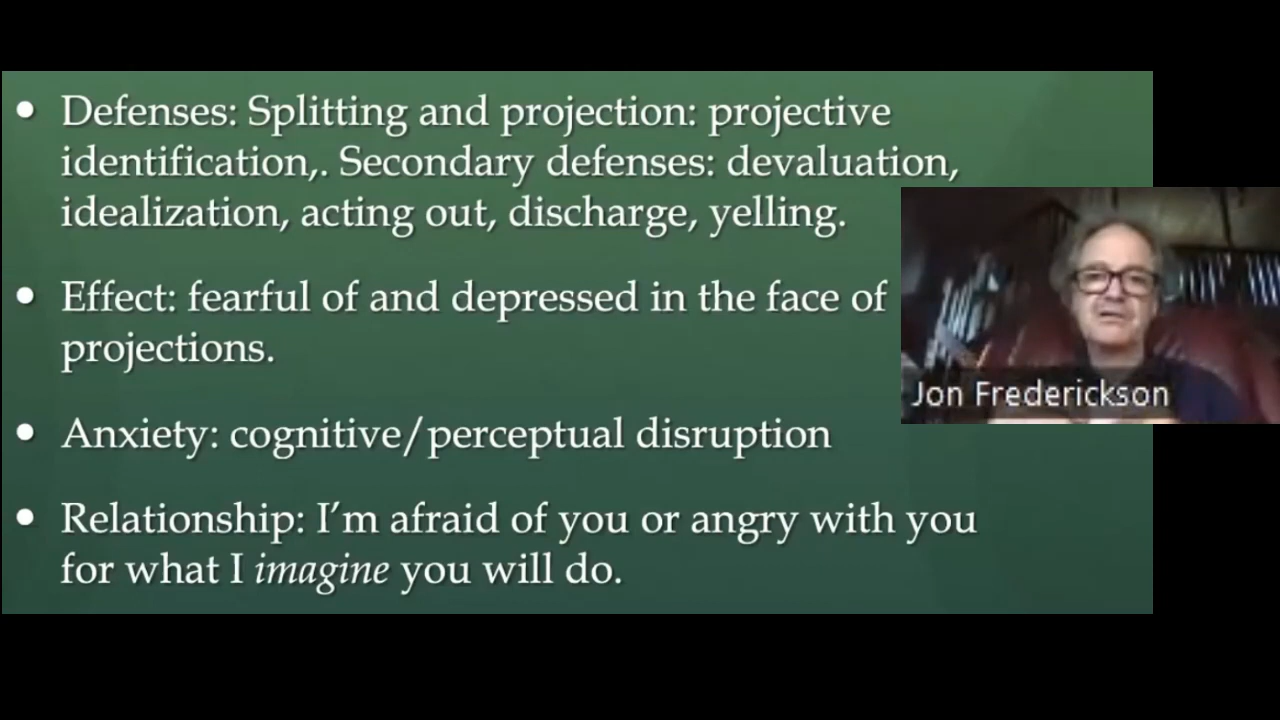 • Defenses: Splitting and projection: projective
identification,. Secondary defenses: devaluation,
idealization, acting out, discharge, yelling.
• Effect: fearful of and depressed in the face of
projections.
• Anxiety: cognitive/perceptual disruption
• Relationship: I’m afraid of you or angry with you
for what I imagine you will do.
Jon Frederickson